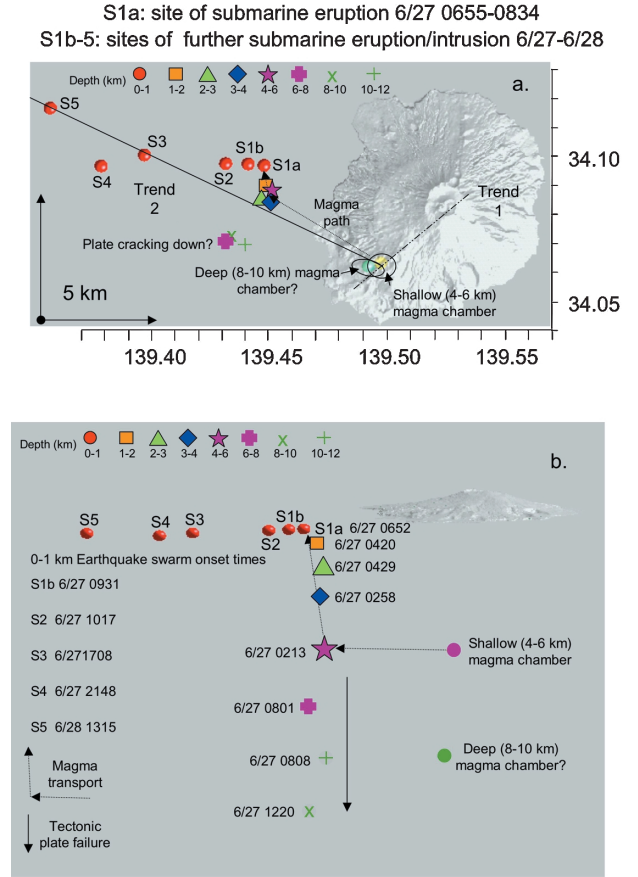 S1a: site of submarine eruption 6/27 0655-0834
S1b-5: sites of further submarine eruption/intrusion 6/27-6/28
Depth (km)
0-1 1-2 2-3 3-4 4-6 6-8 8-10 10-12
a.
S5
S3
S1b
S1a
S4
S2
Trend
2
Magma
path
Trend
1
Plate cracking down?
Deep (8-10 km) magma
chamber?
Shallow (4-6 km)
magma chamber
5 km
34.10
34.05
139.40 139.45 139.50 139.55
Depth (km)
0-1 1-2 2-3 3-4 4-6 6-8 8-10 10-12
b.
S5 S4 S3 S2 S1b S1a 6/27 0652
6/27 0420
0-1 km Earthquake swarm onset times
6/27 0429
S1b 6/27 0931
6/27 0258
S2 6/27 1017
S3 6/271708
6/27 0213
Shallow (4-6 km)
magma chamber
S4 6/27 2148
6/27 0801
S5 6/28 1315
6/27 0808
Deep (8-10 km)
magma chamber?
Magma
transport
6/27 1220
Tectonic
plate failure